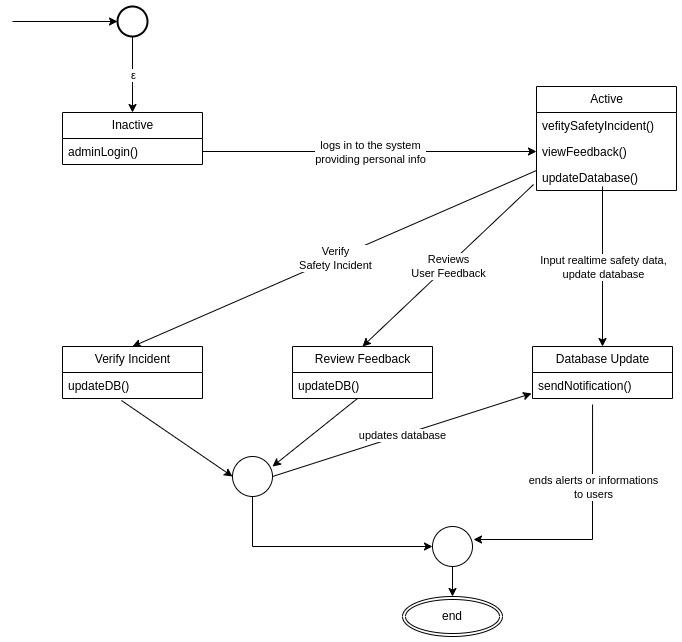 ε
Inactive
adminLogin()
logs in to the system
providing personal info
Active
vefitySafetyIncident()
viewFeedback()
updateDatabase()
Verify
Safety Incident
Reviews
User Feedback
Input realtime safety data,
update database
Verify Incident
updateDB()
Review Feedback
updateDB()
Database Update
sendNotification()
updates database
ends alerts or informations
to users
end